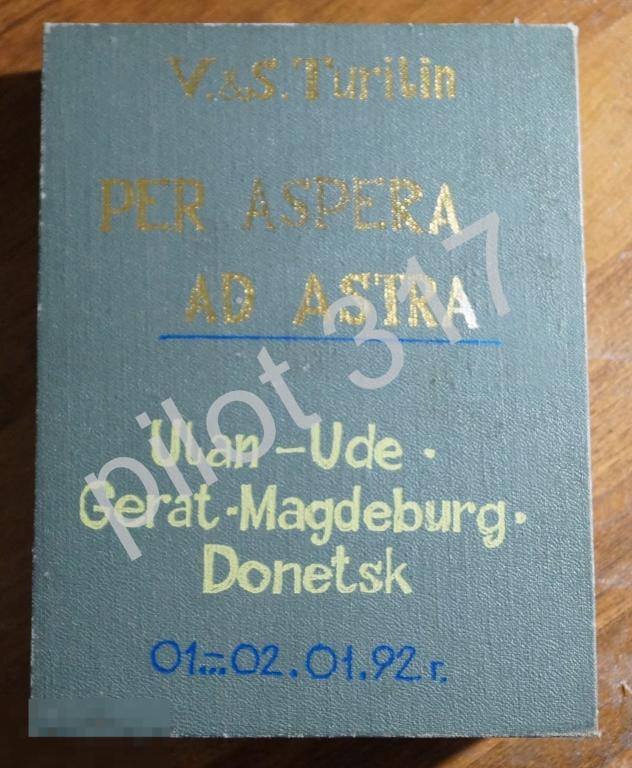 V.&S.Turilin
PER ASPERA
AD ASTRA
Ulan-Ude.
Gerat-Magdeburg.
Donetsk
01-02.01.92 г.
pilot 317